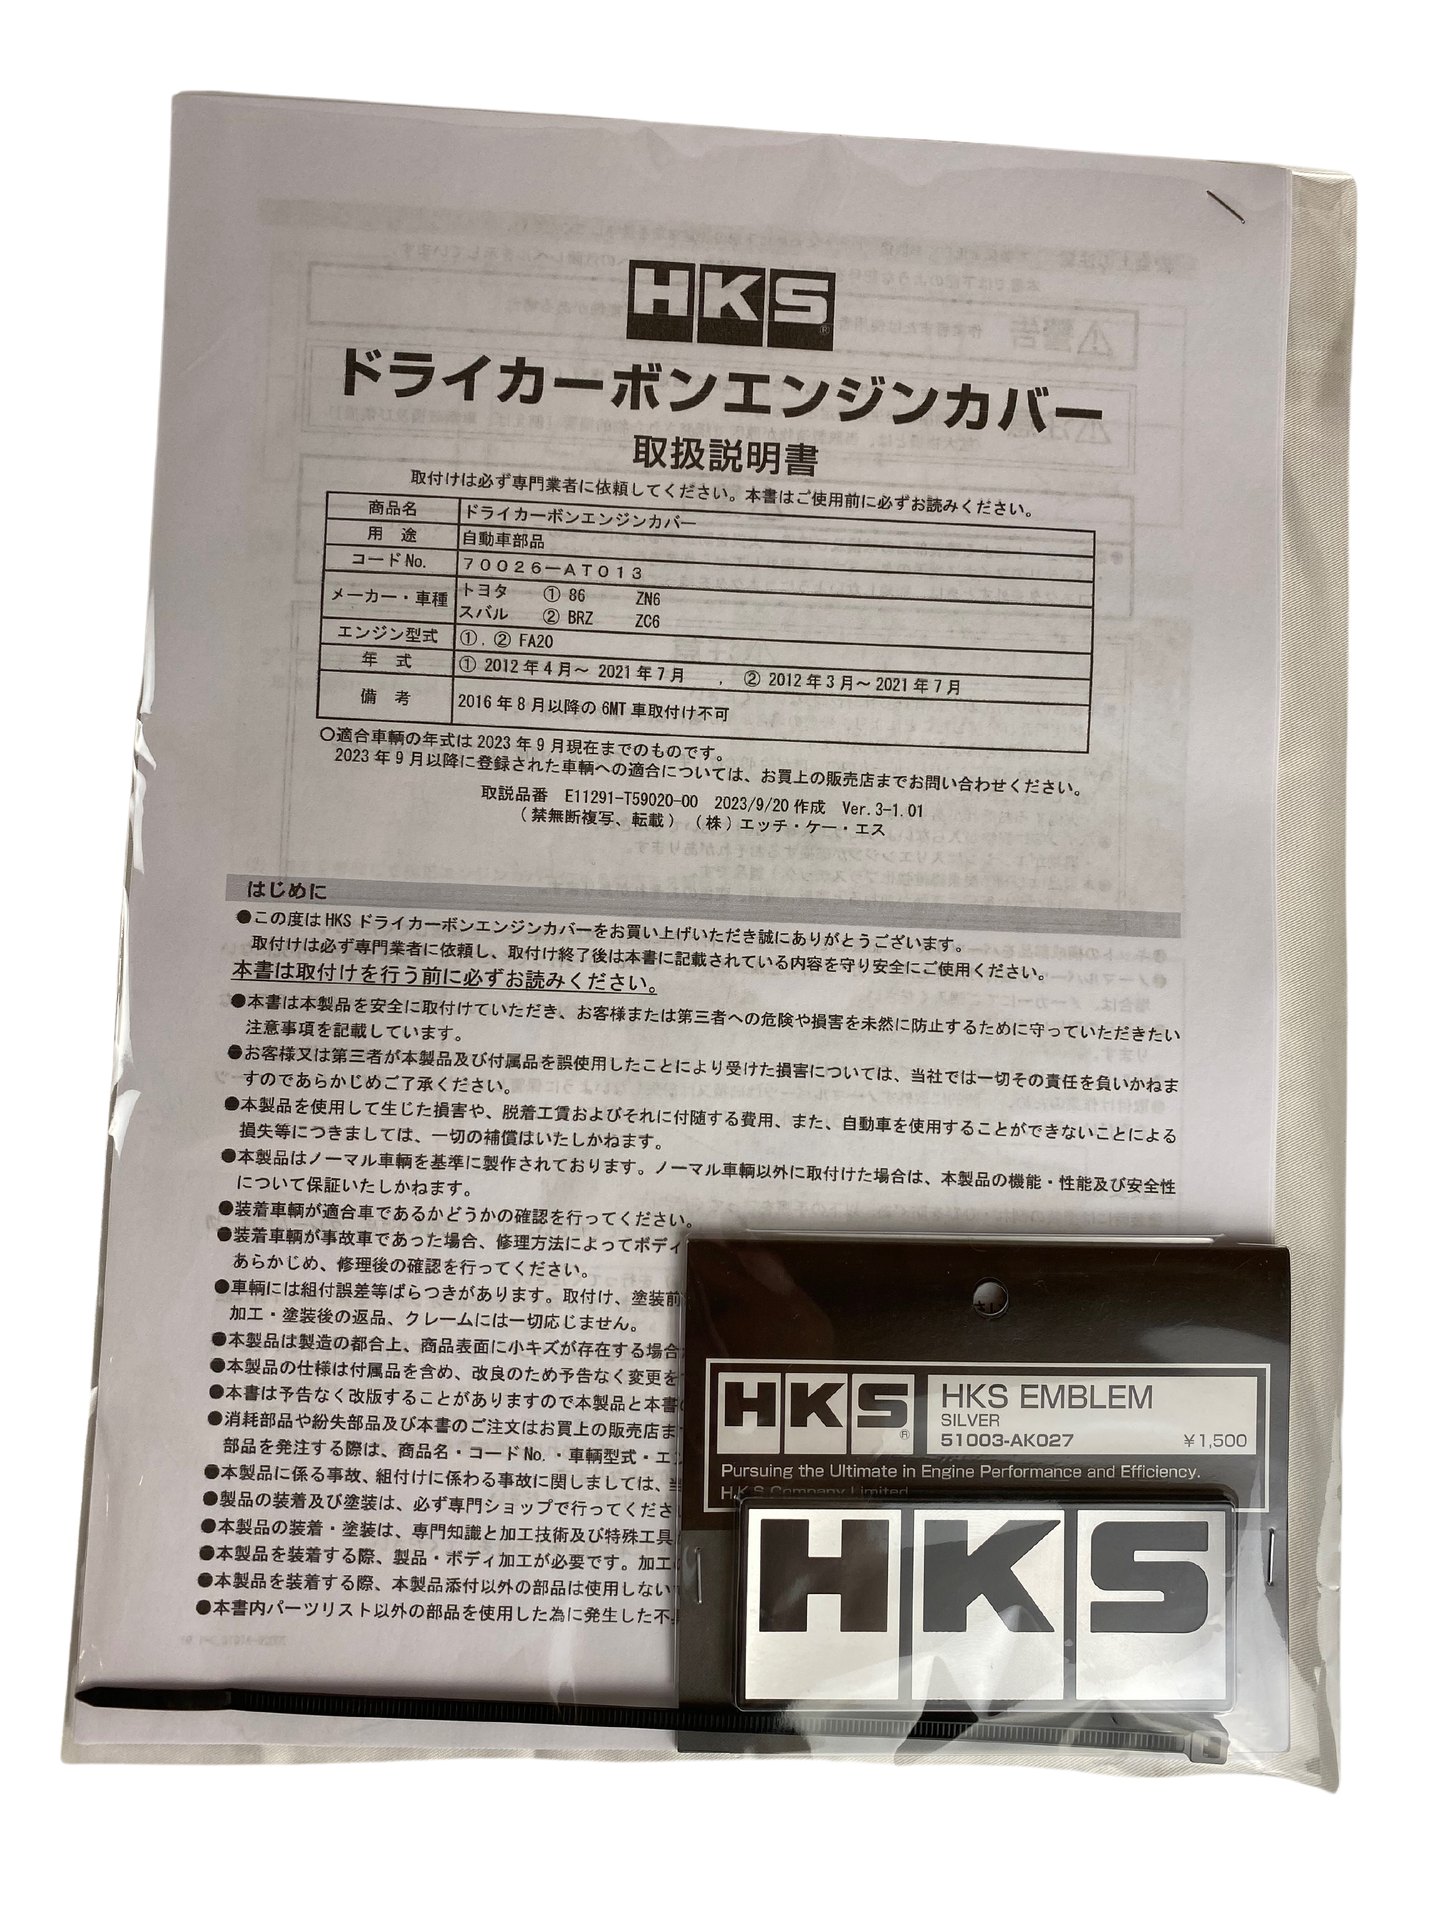 HKS®
ドライカーボンエンジンカバー
取扱説明書
取付けは必ず専門業者に依頼してください。本書はご使用前に必ずお読みください。
商品名 ドライカーボンエンジンカバー
用 途 自動車部品
コードNo. ７００２６－ＡＴ０１３
メーカー・車種 トヨタ ① 86 ZN6
スバル ② BRZ ZC6
エンジン型式 ①．② FA20
年 式 ① 2012 年 4 月～ 2021 年 7 月 ， ② 2012 年 3 月～ 2021 年 7 月
備 考 2016 年 8 月以降の 6MT 車取付け不可
○適合車輌の年式は 2023 年 9 月現在までのものです。
2023 年 9 月以降に登録された車輌への適合については、お買上の販売店までお問い合わせください。
取説品番 E11291-T59020-00 2023/9/20 作成 Ver.3-1.01
（禁無断複写、転載）（株）エッチ・ケー・エス
はじめに
●この度は HKS ドライカーボンエンジンカバーをお買い上げいただき誠にありがとうございます。
取付けは必ず専門業者に依頼し、取付け終了後は本書に記載されている内容を守り安全にご使用ください。
本書は取付けを行う前に必ずお読みください。
●本書は本製品を安全に取付けていただき、お客様または第三者への危険や損害を未然に防止するために守っていただきたい
注意事項を記載しています。
●お客様又は第三者が本製品及び付属品を誤使用したことにより受けた損害については、当社では一切その責任を負いかねま
すのであらかじめご了承ください。
●本製品を使用して生じた損害や、脱着工賃およびそれに付随する費用、また、自動車を使用することができないことによる
損失等につきましては、一切の補償はいたしかねます。
●本製品はノーマル車輌を基準に製作されております。ノーマル車輌以外に取付けた場合は、本製品の機能・性能及び安全性
について保証いたしかねます。
●装着車輌が適合車であるかどうかの確認を行ってください。
●装着車輌が事故車であった場合、修理方法によってボディ
あらかじめ、修理後の確認を行ってください。
●車輌には組付誤差等ばらつきがあります。取付け、塗装前
加工・塗装後の返品、クレームには一切応じません。
●本製品は製造の都合上、商品表面に小キズが存在する場合
●本製品の仕様は付属品を含め、改良のため予告なく変更を
●本書は予告なく改版することがありますので本製品と本書
●消耗部品や紛失部品及び本書のご注文はお買上の販売店ま
部品を発注する際は、商品名・コードNo.・車輌型式・エン
●本製品に係る事故、組付けに係わる事故に関しましては、当
●製品の装着及び塗装は、必ず専門ショップで行ってくださ
●本製品の装着・塗装は、専門知識と加工技術及び特殊工具
●本製品を装着する際、製品・ボディ加工が必要です。加工
●本製品を装着する際、本製品添付以外の部品は使用しない
●本書内パーツリスト以外の部品を使用した為に発生した不
HKS®
HKS EMBLEM
SILVER
51003-AK027 ￥1,500
Pursuing the Ultimate in Engine Performance and Efficiency.
H.K.S Company Limited
HKS